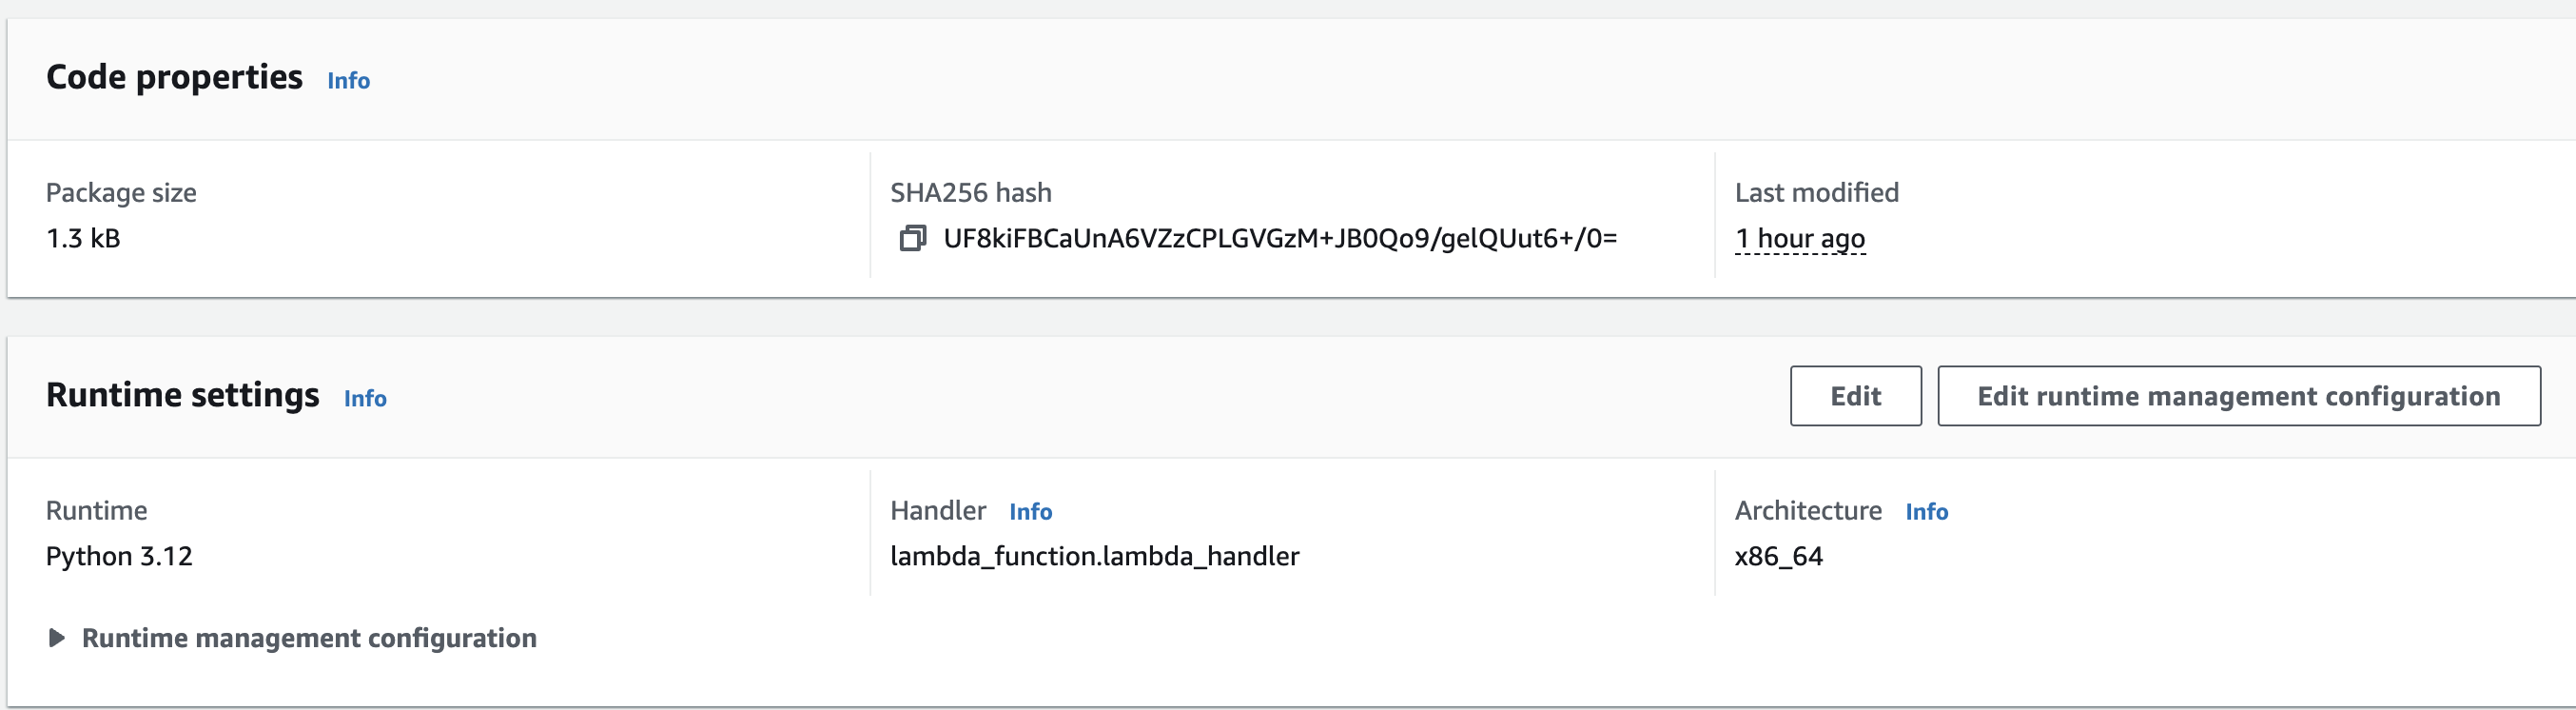 Code properties Info
Package size
1.3 kB
SHA256 hash
UF8kiFBCaUnA6VZzCPLGVGzM+JB0Qo9/gelQUut6+/0=
Last modified
1 hour ago
Runtime settings Info
Edit
Edit runtime management configuration
Runtime
Python 3.12
Handler Info
lambda_function.lambda_handler
Architecture Info
x86_64
Runtime management configuration